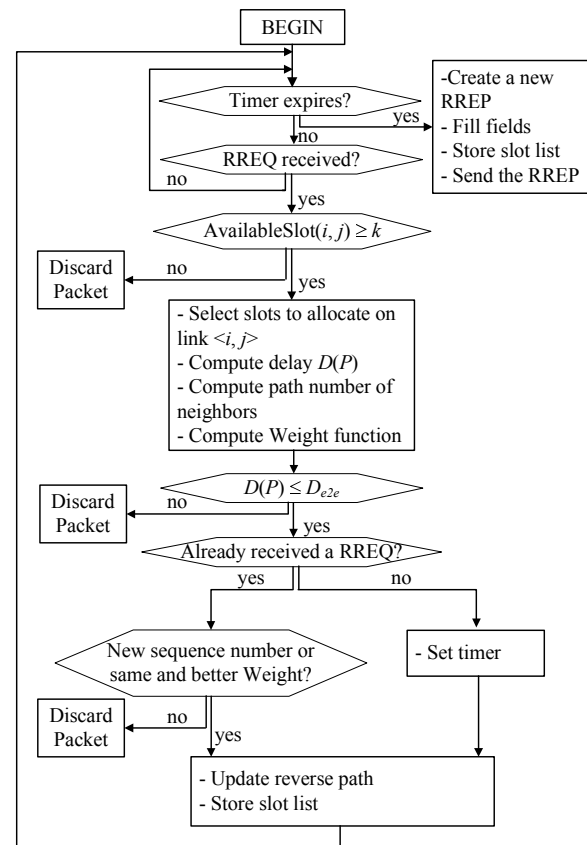 BEGIN
Timer expires?
yes
-Create a new
RREP
- Fill fields
- Store slot list
- Send the RREP
no
RREQ received?
no
yes
AvailableSlot(i, j) ≥ k
no
Discard
Packet
yes
- Select slots to allocate on
link <i, j>
- Compute delay D(P)
- Compute path number of
neighbors
- Compute Weight function
D(P) ≤ De2e
no
Discard
Packet
yes
Already received a RREQ?
yes
no
New sequence number or
same and better Weight?
- Set timer
no
Discard
Packet
yes
- Update reverse path
- Store slot list